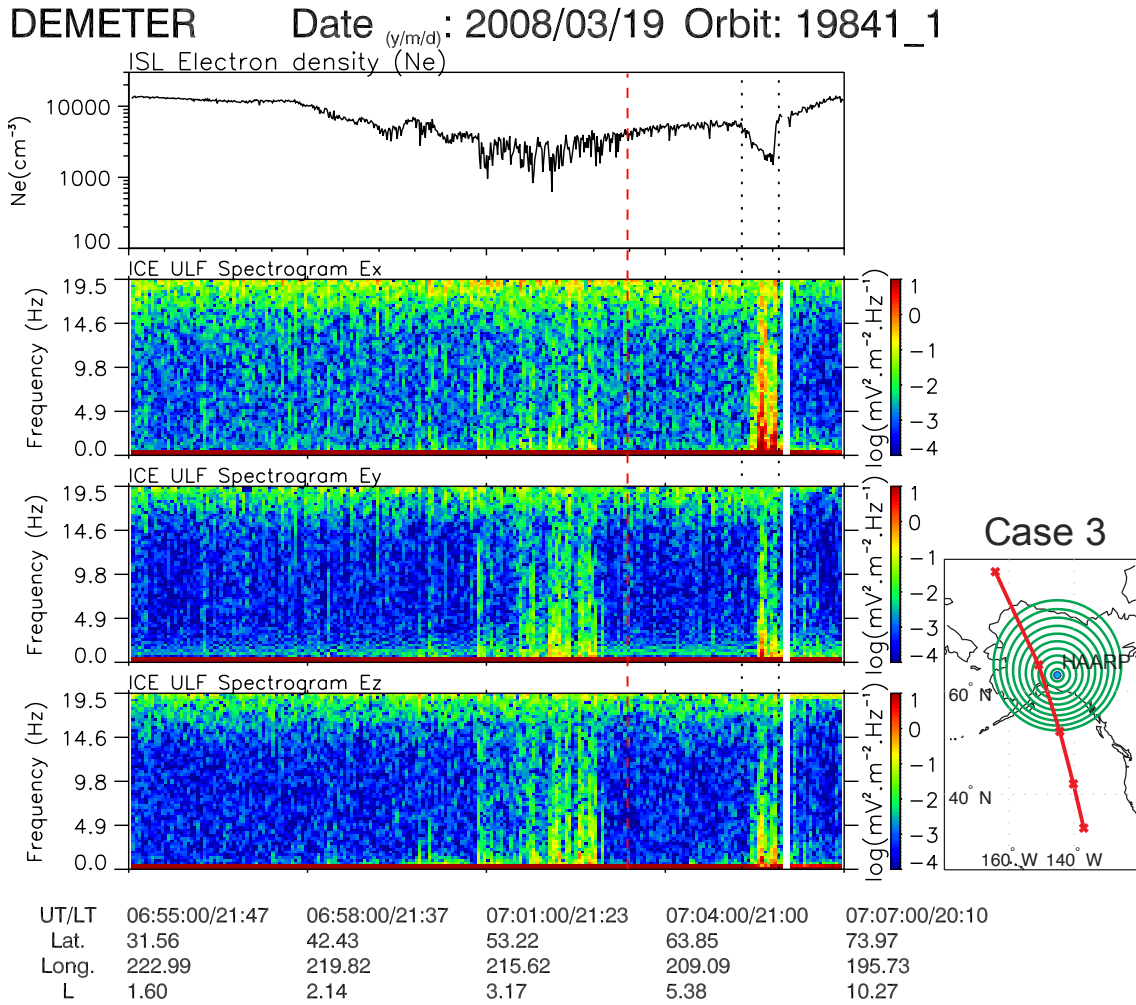 DEMETER Date (y/m/d): 2008/03/19 Orbit: 19841_1
ISL Electron density (Ne)
Ne(cm⁻³)
10000
1000
100
ICE ULF Spectrogram Ex
Frequency (Hz)
19.5
14.6
9.8
4.9
0.0
log(mV².m⁻².Hz⁻¹)
1
0
−1
−2
−3
−4
ICE ULF Spectrogram Ey
Frequency (Hz)
19.5
14.6
9.8
4.9
0.0
log(mV².m⁻².Hz⁻¹)
1
0
−1
−2
−3
−4
Case 3
HAARP
60° N
40° N
160° W 140° W
ICE ULF Spectrogram Ez
Frequency (Hz)
19.5
14.6
9.8
4.9
0.0
log(mV².m⁻².Hz⁻¹)
1
0
−1
−2
−3
−4
UT/LT 06:55:00/21:47 06:58:00/21:37 07:01:00/21:23 07:04:00/21:00 07:07:00/20:10
Lat. 31.56 42.43 53.22 63.85 73.97
Long. 222.99 219.82 215.62 209.09 195.73
L 1.60 2.14 3.17 5.38 10.27